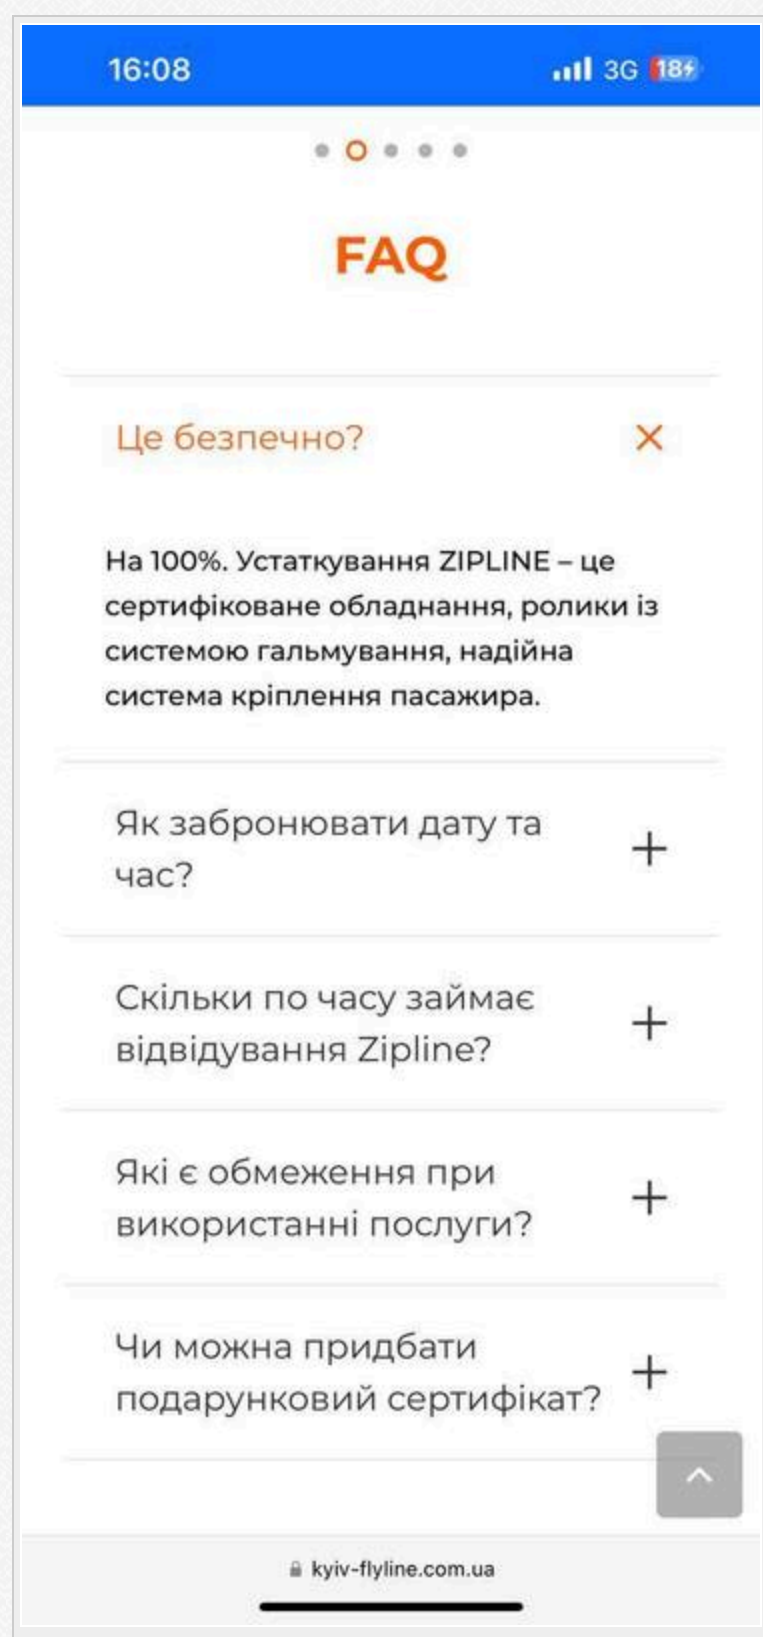 16:08
3G 18
FAQ
Це безпечно?
На 100%. Устаткування ZIPLINE – це
сертифіковане обладнання, ролики із
системою гальмування, надійна
система кріплення пасажира.
Як забронювати дату та
час?
Скільки по часу займає
відвідування Zipline?
Які є обмеження при
використанні послуги?
Чи можна придбати
подарунковий сертифікат?
kyiv-flyline.com.ua